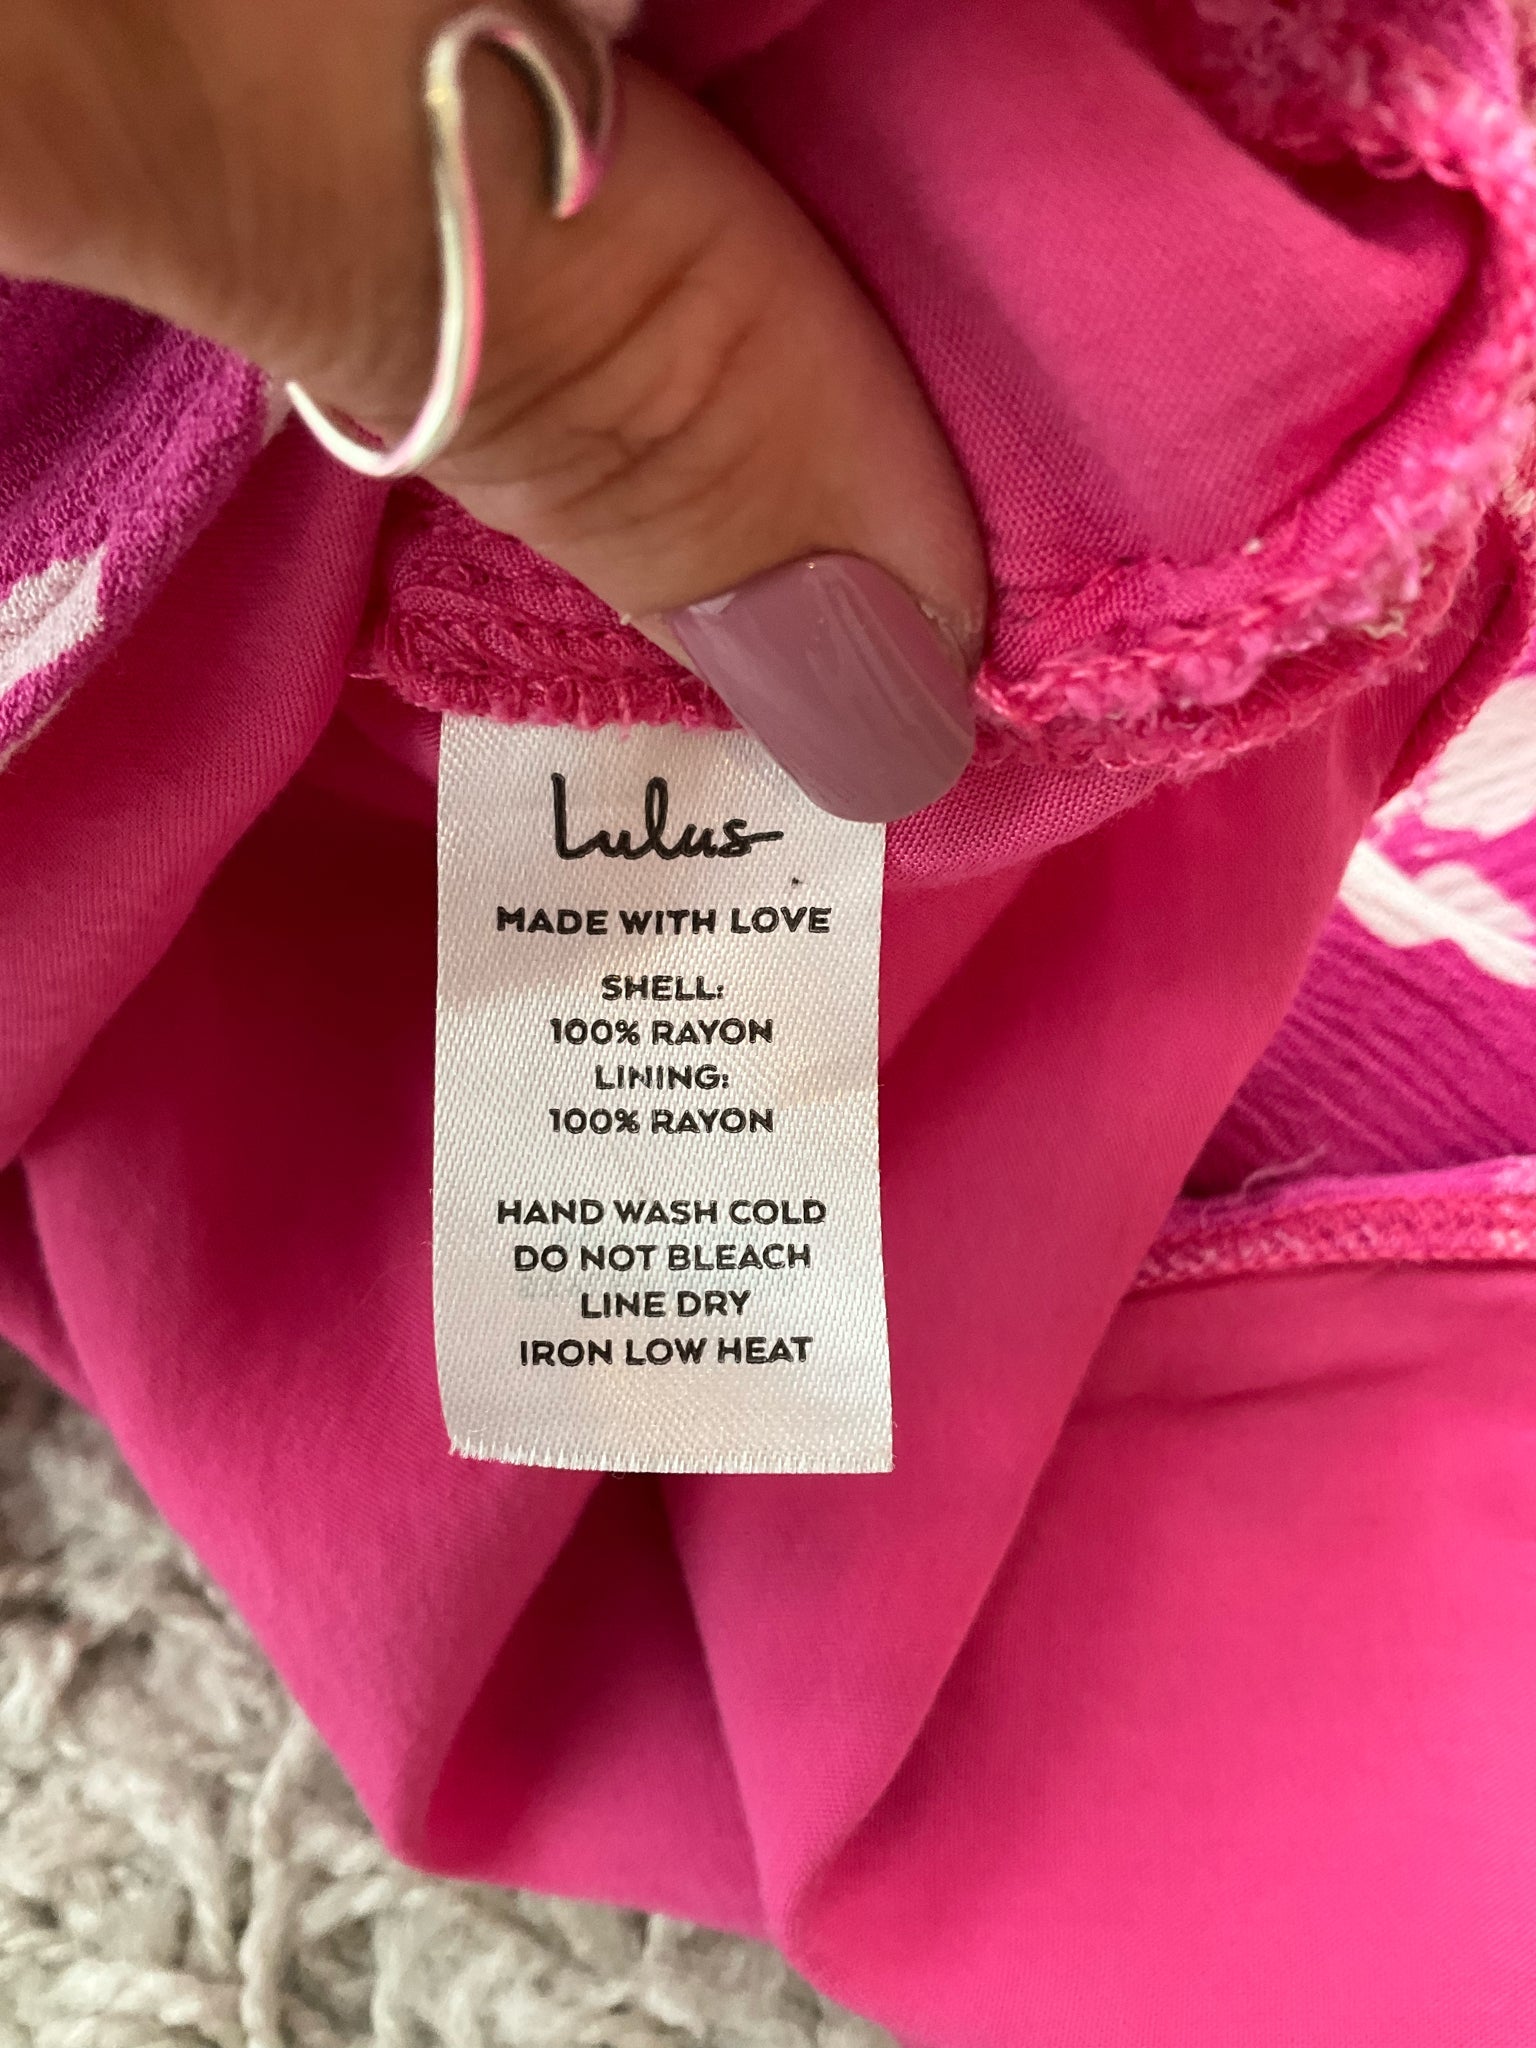 Lulus
MADE WITH LOVE
SHELL:
100% RAYON
LINING:
100% RAYON
HAND WASH COLD
DO NOT BLEACH
LINE DRY
IRON LOW HEAT